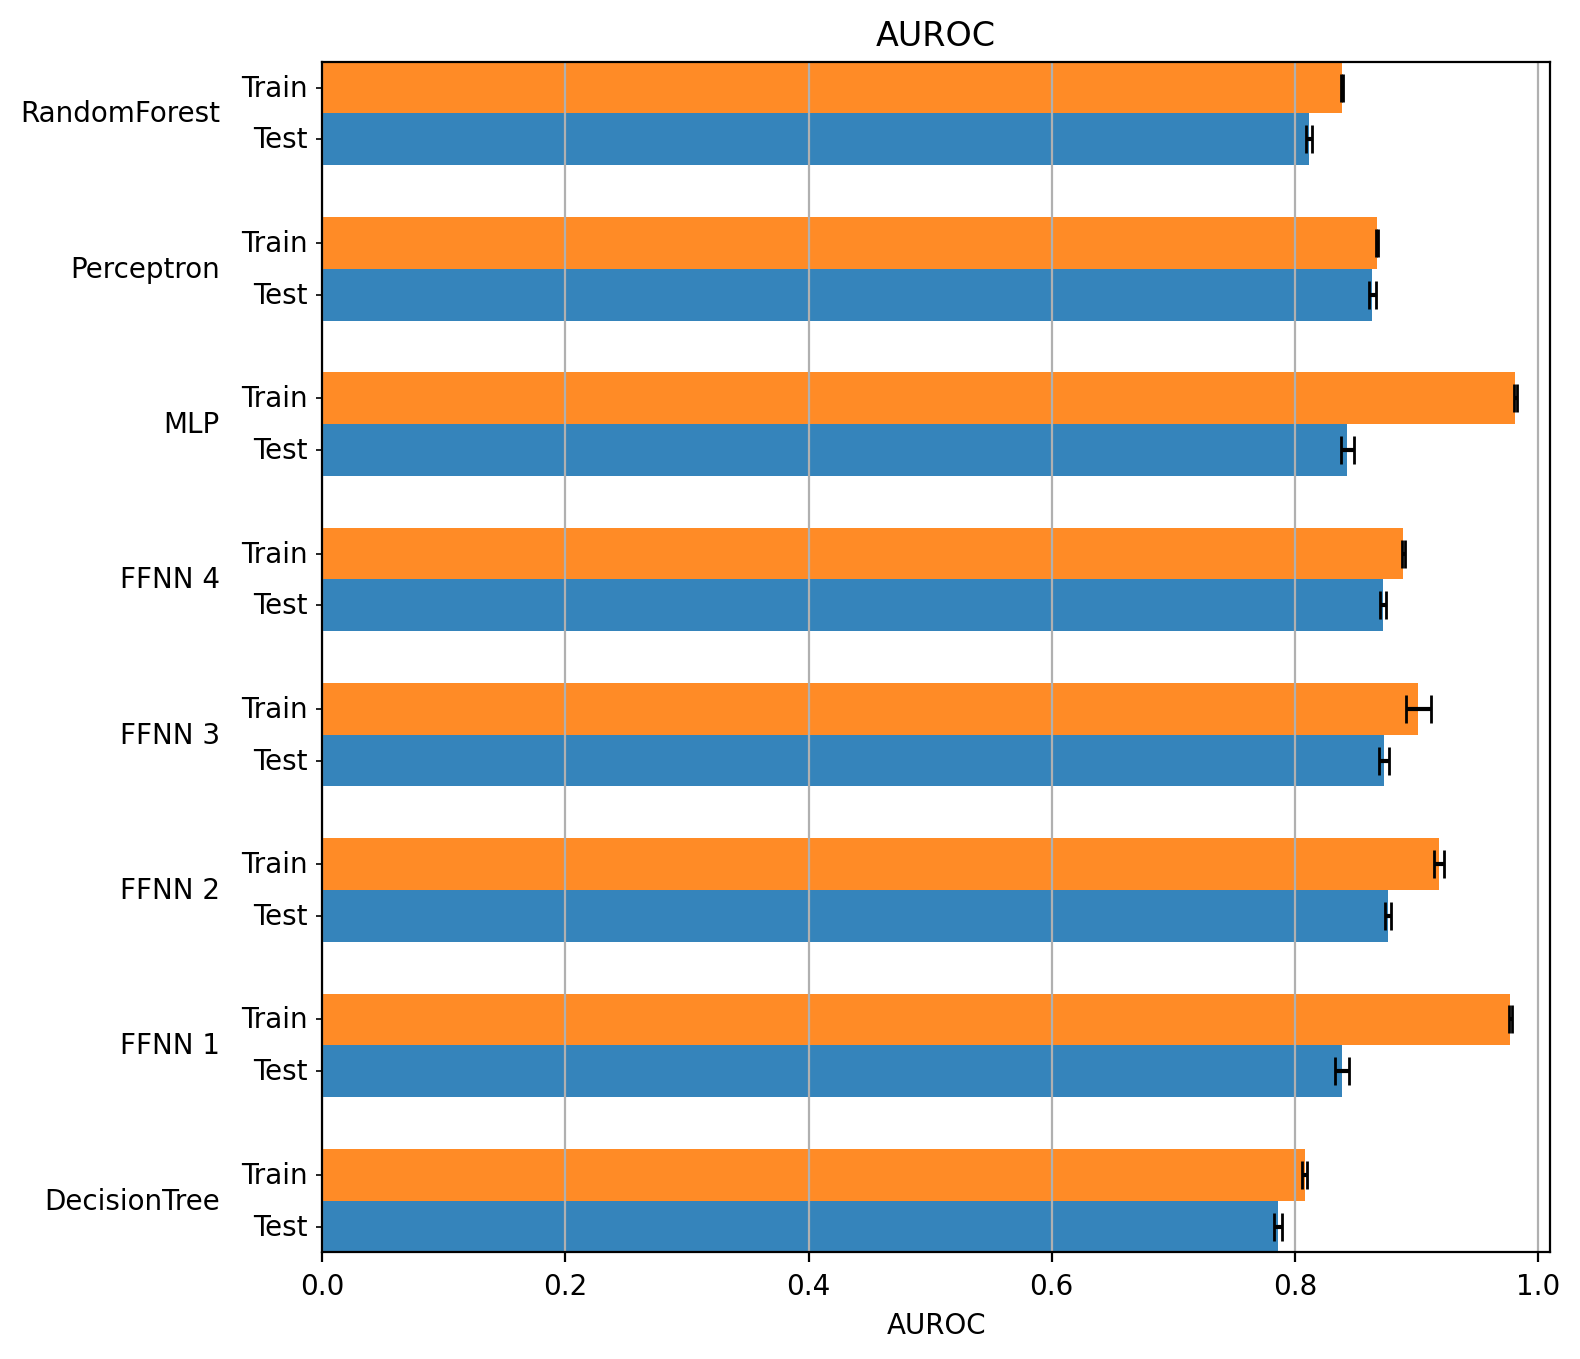 AUROC
RandomForest
Train
Test
Perceptron
Train
Test
MLP
Train
Test
FFNN 4
Train
Test
FFNN 3
Train
Test
FFNN 2
Train
Test
FFNN 1
Train
Test
DecisionTree
Train
Test
0.0 0.2 0.4 0.6 0.8 1.0
AUROC